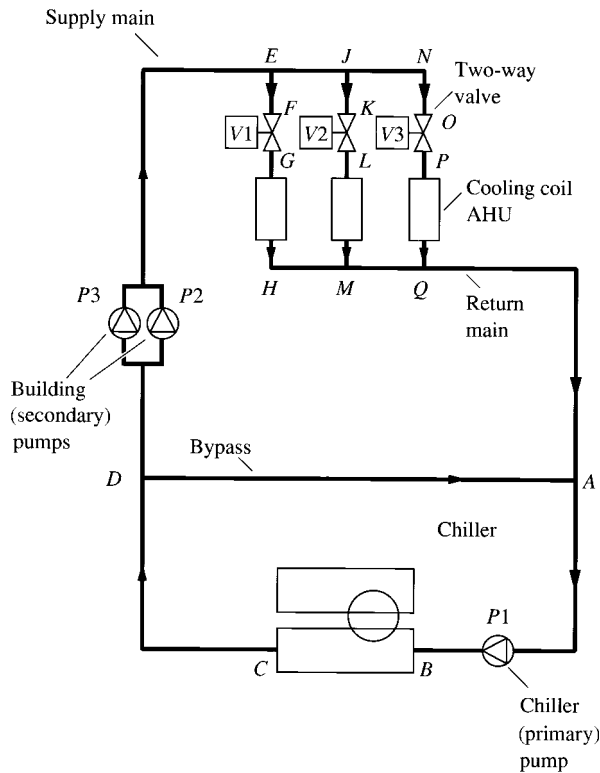 Supply main
E
J
N
Two-way
valve
F
K
O
V1
V2
V3
G
L
P
Cooling coil
AHU
H
M
Q
Return
main
P3
P2
Building
(secondary)
pumps
Bypass
D
A
Chiller
P1
C
B
Chiller
(primary)
pump